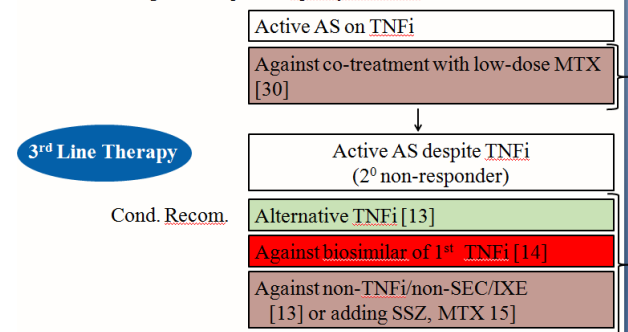 Active AS on TNFi
Against co-treatment with low-dose MTX
[30]
3rd Line Therapy
Active AS despite TNFi
(2⁰ non-responder)
Cond. Recom.
Alternative TNFi [13]
Against biosimilar of 1st TNFi [14]
Against non-TNFi/non-SEC/IXE
[13] or adding SSZ, MTX 15]